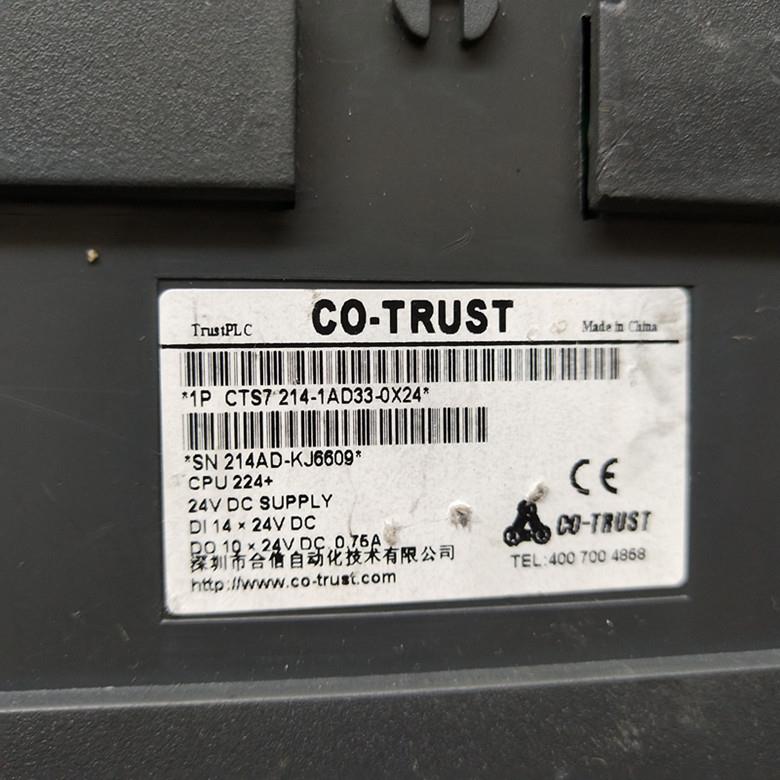 TrustPLC CO-TRUST Made in China
*1P CTS7 214-1AD33-0X24*
*SN 214AD-KJ6609*
CPU 224+
24V DC SUPPLY
DI 14 × 24V DC
DO 10 × 24V DC 0.75A
深圳市合信自动化技术有限公司
http://www.co-trust.com
CE
CO-TRUST
TEL:400 700 4868